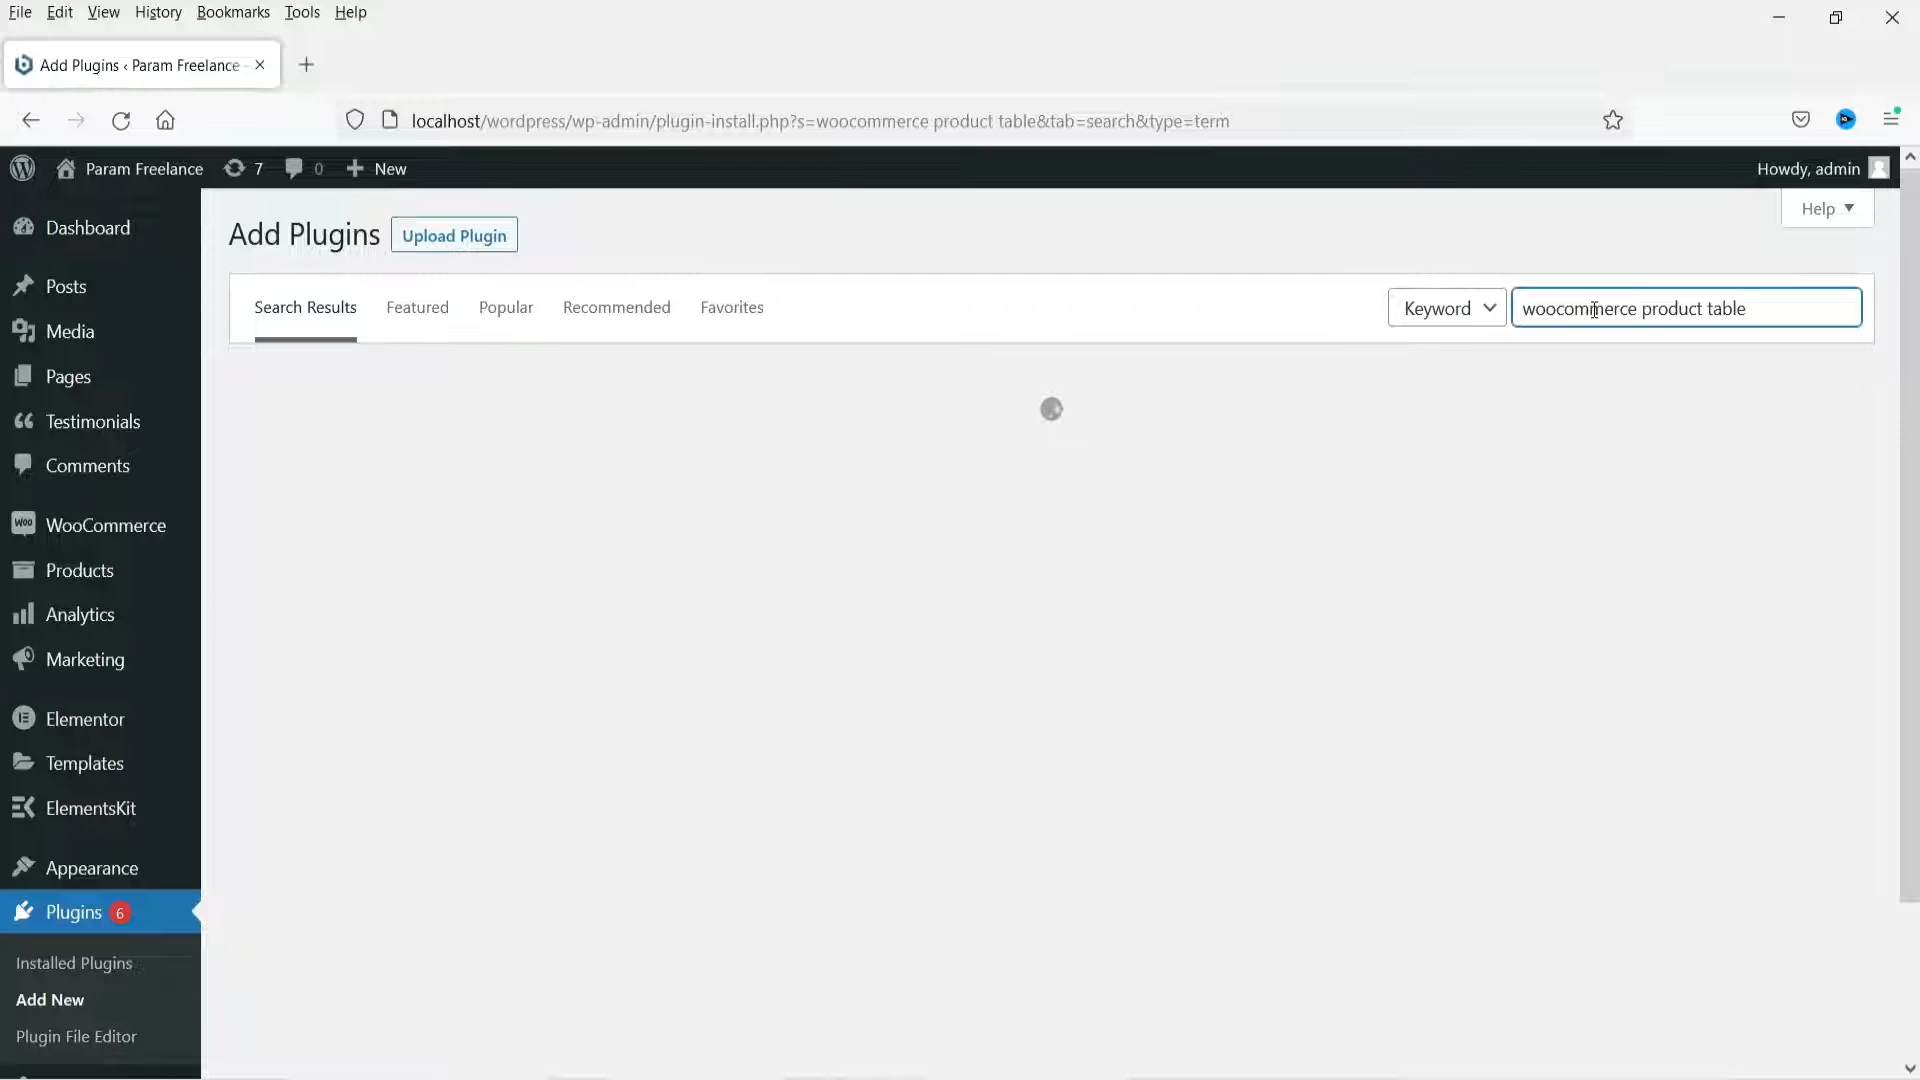 File Edit View History Bookmarks Tools Help
Add Plugins ‹ Param Freelance
localhost/wordpress/wp-admin/plugin-install.php?s=woocommerce product table&tab=search&type=term
Param Freelance 7 0 New Howdy, admin
Help
Add Plugins Upload Plugin
Search Results Featured Popular Recommended Favorites Keyword woocommerce product table
Dashboard
Posts
Media
Pages
Testimonials
Comments
Woo WooCommerce
Products
Analytics
Marketing
Elementor
Templates
ElementsKit
Appearance
Plugins 6
Installed Plugins
Add New
Plugin File Editor